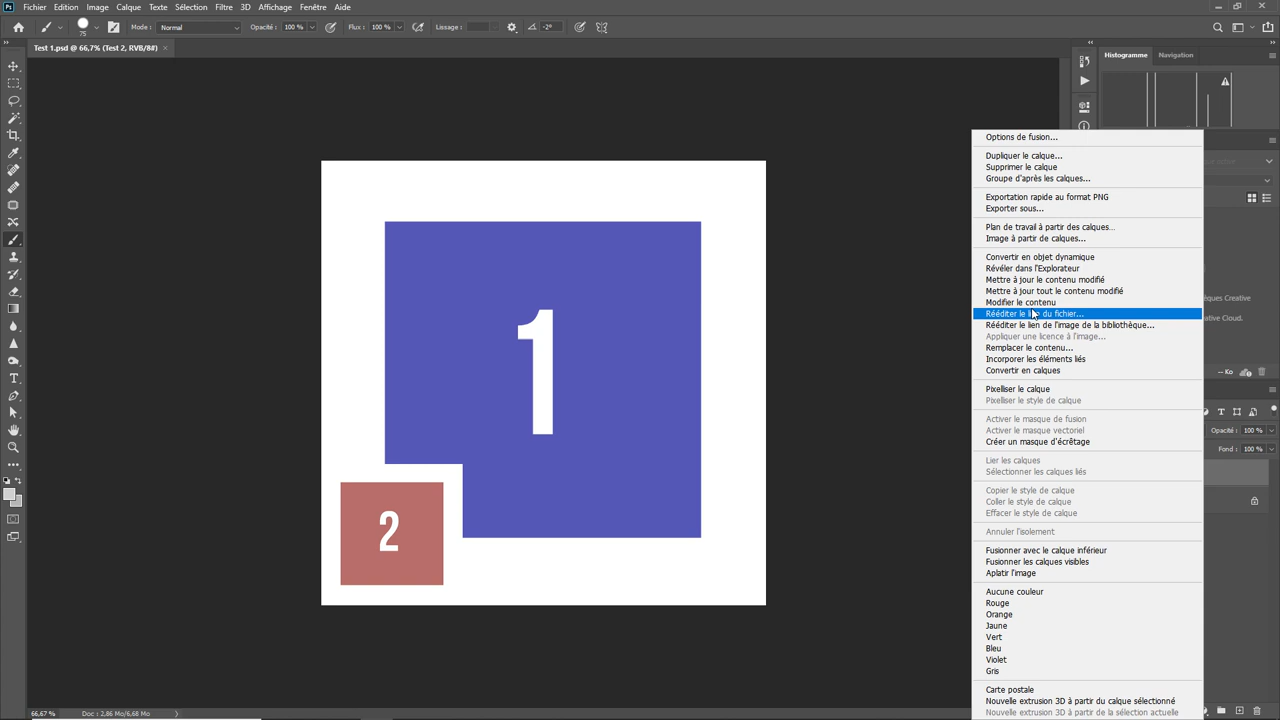 Ps Fichier Edition Image Calque Texte Sélection Filtre 3D Affichage Fenêtre Aide
75 Mode : Normal Opacité : 100 % Flux : 100 % Lissage : -2°
Test 1.psd @ 66,7% (Test 2, RVB/8#) ×
Histogramme Navigation
Options de fusion...
Dupliquer le calque...
Supprimer le calque
Groupe d'après les calques...
Exportation rapide au format PNG
Exporter sous...
Plan de travail à partir des calques...
Image à partir de calques...
Convertir en objet dynamique
Révéler dans l'Explorateur
Mettre à jour le contenu modifié
Mettre à jour tout le contenu modifié
Modifier le contenu
Rééditer le lien du fichier...
Rééditer le lien de l'image de la bibliothèque...
Appliquer une licence à l'image...
Remplacer le contenu...
Incorporer les éléments liés
Convertir en calques
Pixelliser le calque
Pixelliser le style de calque
Activer le masque de fusion
Activer le masque vectoriel
Créer un masque d'écrêtage
Lier les calques
Sélectionner les calques liés
Copier le style de calque
Coller le style de calque
Effacer le style de calque
Annuler l'isolement
Fusionner avec le calque inférieur
Fusionner les calques visibles
Aplatir l'image
Aucune couleur
Rouge
Orange
Jaune
Vert
Bleu
Violet
Gris
Carte postale
Nouvelle extrusion 3D à partir du calque sélectionné
Nouvelle extrusion 3D à partir de la sélection actuelle
1
2
èques Creative
eative Cloud.
-- Ko
Opacité : 100 %
Fond : 100 %
66,67 % Doc : 2,86 Mo/6,68 Mo